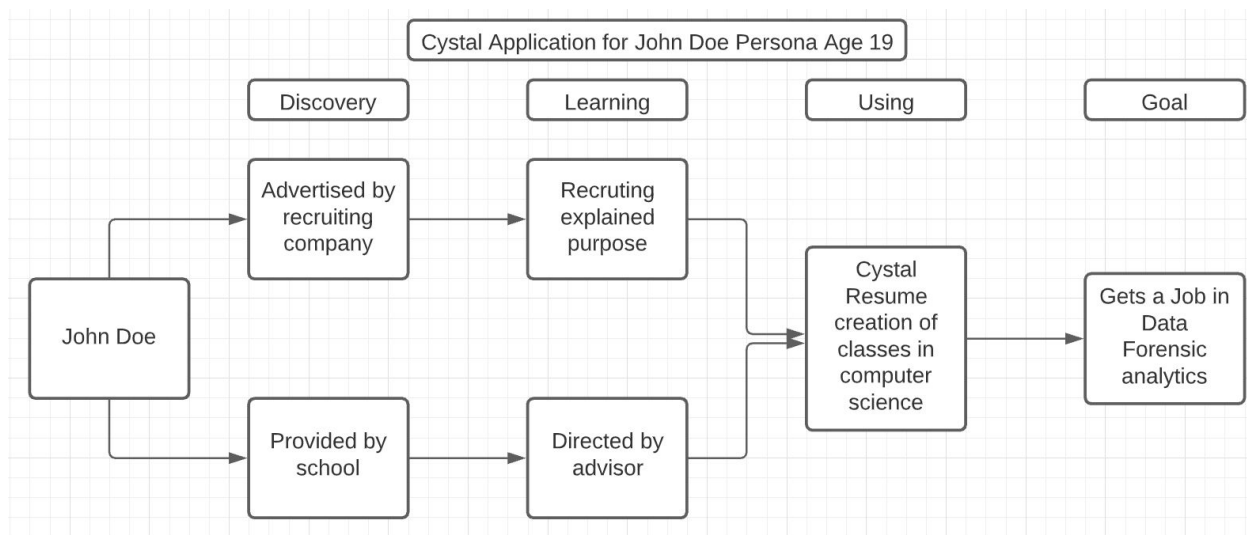 Cystal Application for John Doe Persona Age 19
Discovery
Learning
Using
Goal
John Doe
Advertised by
recruiting
company
Recruting
explained
purpose
Provided by
school
Directed by
advisor
Cystal
Resume
creation of
classes in
computer
science
Gets a Job in
Data
Forensic
analytics